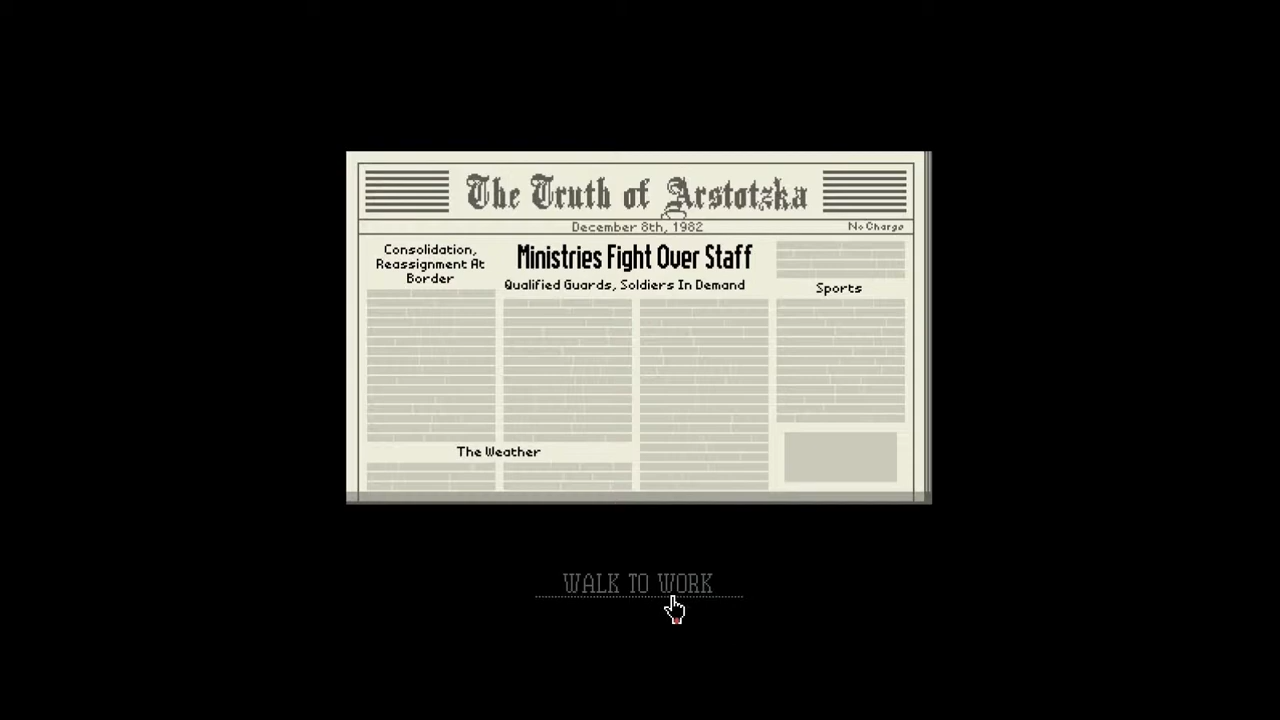 The Truth of Arstotzka
December 8th, 1982
No Charge
Consolidation,
Reassignment At
Border
Ministries Fight Over Staff
Qualified Guards, Soldiers In Demand
Sports
The Weather
WALK TO WORK